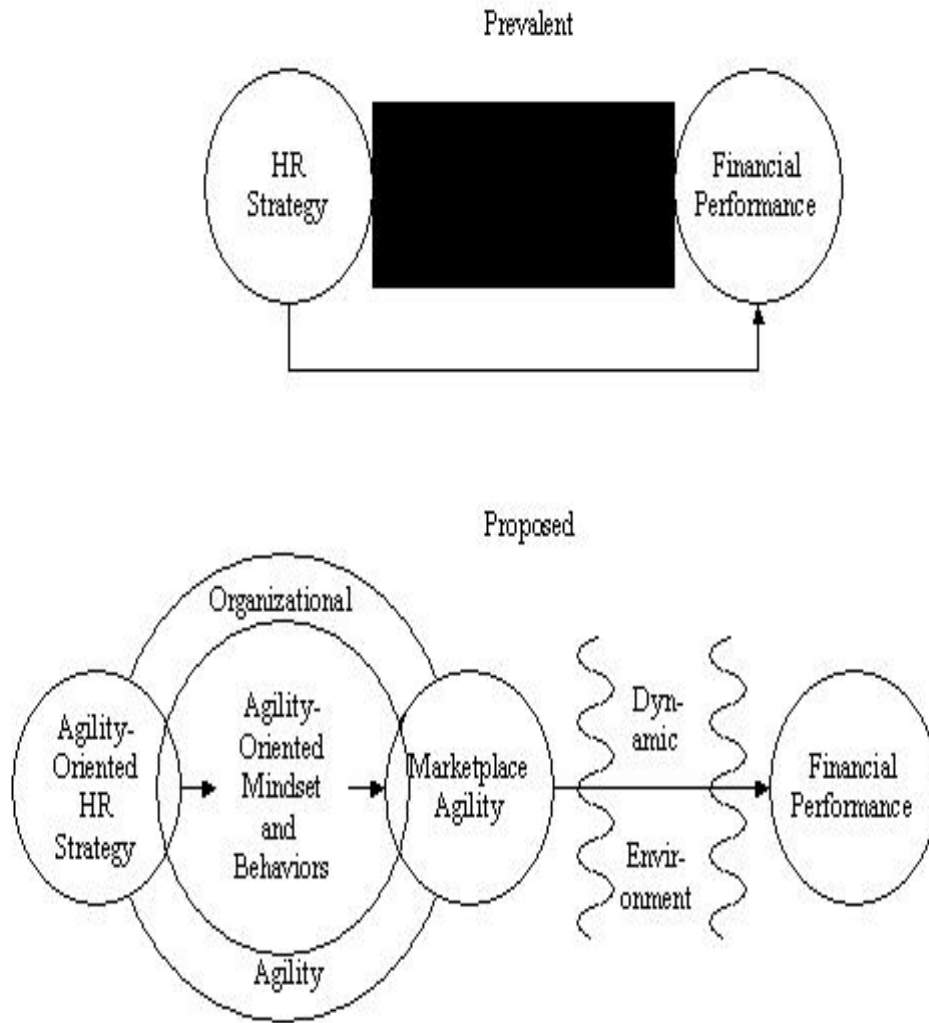 Prevalent
HR
Strategy
Financial
Performance
Proposed
Organizational
Agility-
Oriented
HR
Strategy
Agility-
Oriented
Mindset
and
Behaviors
Marketplace
Agility
Dyn-
amic
Envir-
onment
Financial
Performance
Agility